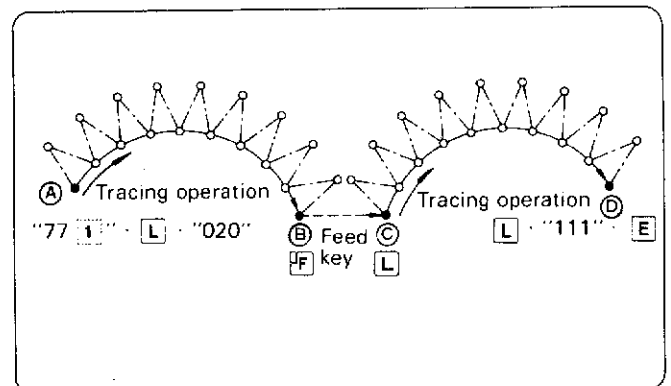 Ⓐ Tracing operation
"77 1" · L · "020"
Ⓑ Feed key
F
Ⓒ
L
Tracing operation Ⓓ
L · "111" · E